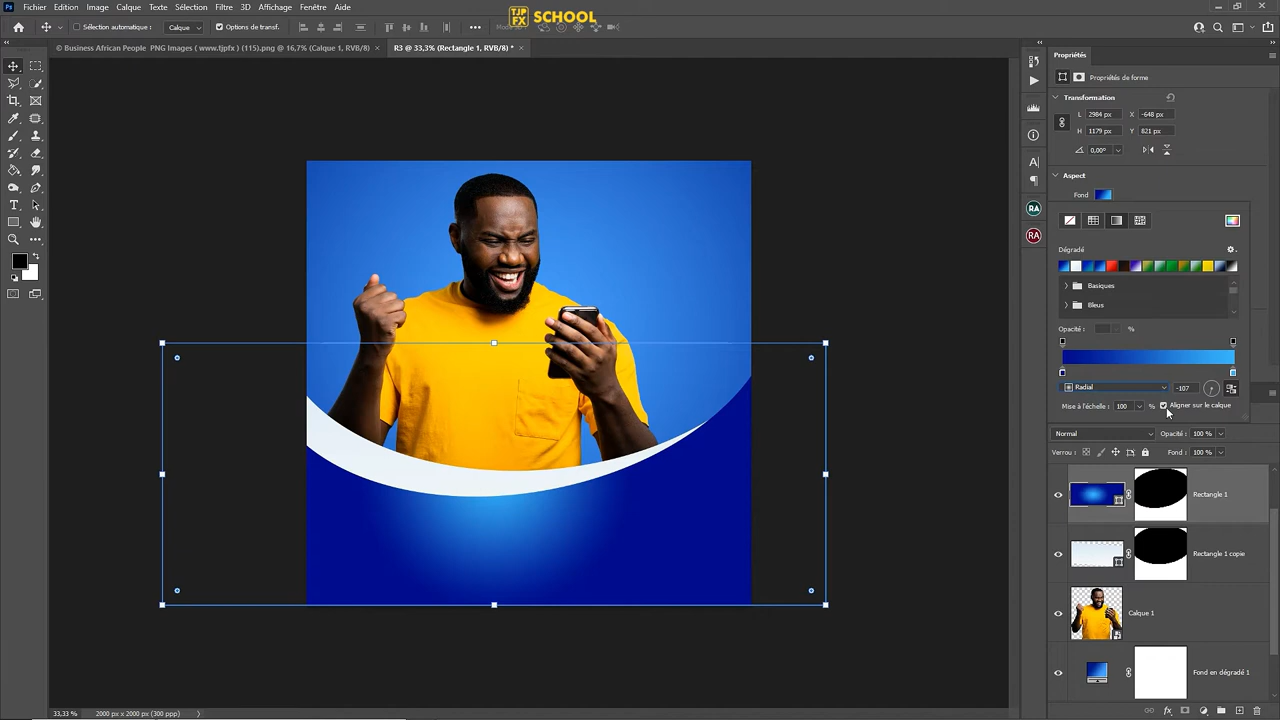 Fichier Edition Image Calque Texte Sélection Filtre 3D Affichage Fenêtre Aide
TJP FX SCHOOL
Sélection automatique : Calque Options de transf.
© Business African People PNG Images ( www.tjpfx ) (115).png @ 16,7% (Calque 1, RVB/8) × R3 @ 33,3% (Rectangle 1, RVB/8) * ×
Propriétés
Propriétés de forme
Transformation
L 2984 px X -648 px
H 1179 px Y 821 px
0,00°
Aspect
Fond
Dégradé
Basiques
Bleus
Opacité : %
Radial -107
Mise à l'échelle : 100 % Aligner sur le calque
Normal Opacité : 100 %
Verrou : Fond : 100 %
Rectangle 1
Rectangle 1 copie
Calque 1
Fond en dégradé 1
33,33 % 2000 px x 2000 px (300 ppp)